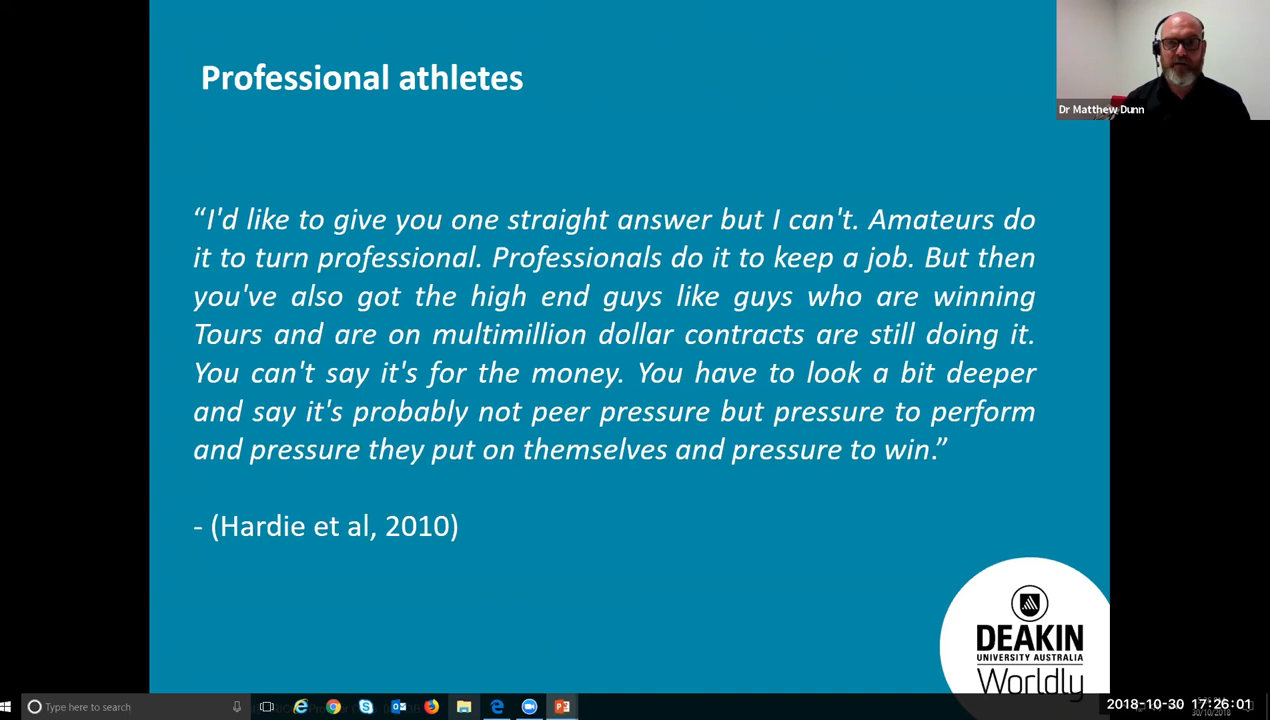 Professional athletes
Dr Matthew Dunn
“I'd like to give you one straight answer but I can't. Amateurs do
it to turn professional. Professionals do it to keep a job. But then
you've also got the high end guys like guys who are winning
Tours and are on multimillion dollar contracts are still doing it.
You can't say it's for the money. You have to look a bit deeper
and say it's probably not peer pressure but pressure to perform
and pressure they put on themselves and pressure to win.”
- (Hardie et al, 2010)
DEAKIN
UNIVERSITY AUSTRALIA
Worldly
Type here to search
2018-10-30 17:26:01
30/10/2018